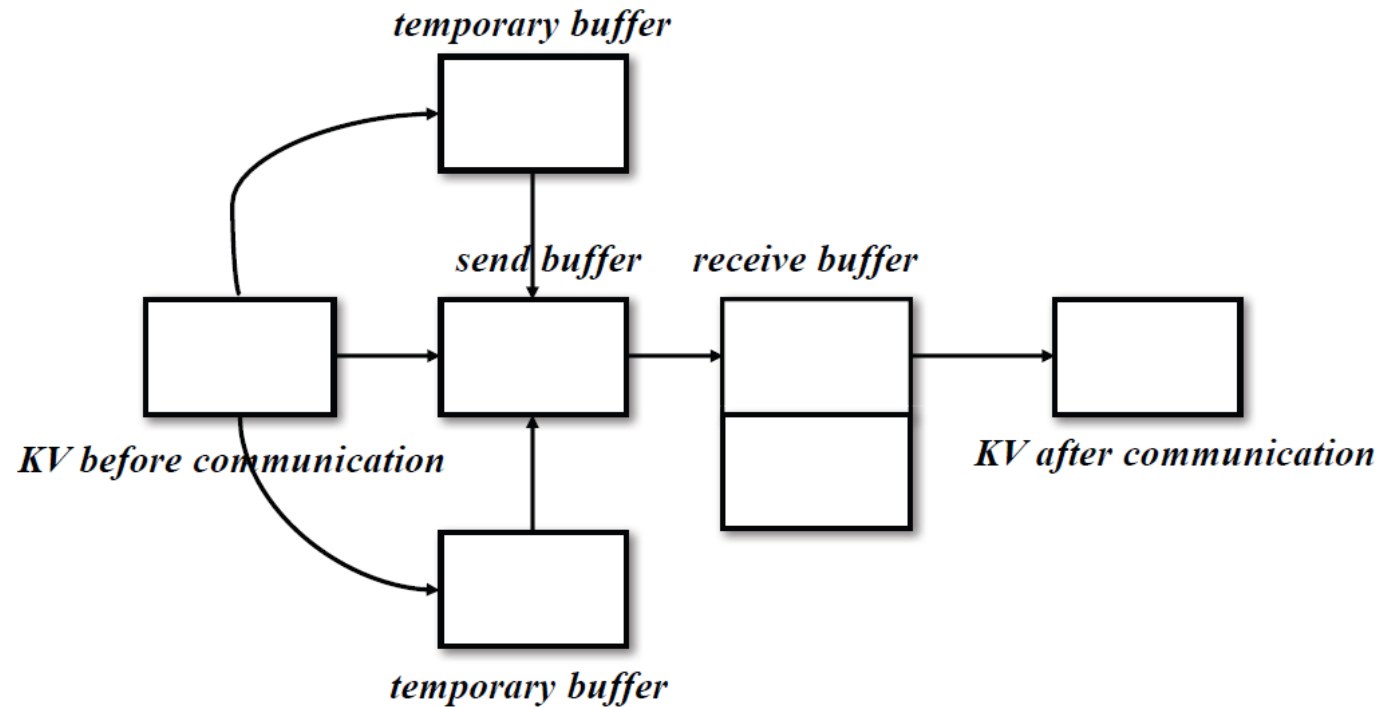 temporary buffer
send buffer
receive buffer
KV before communication
KV after communication
temporary buffer